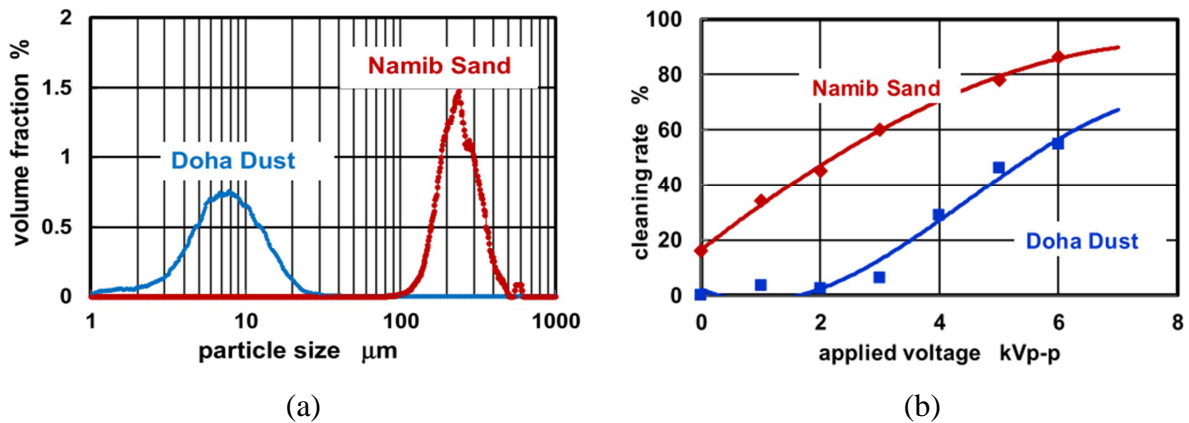 2
1.5
1
0.5
0
volume fraction %
Namib Sand
Doha Dust
1 10 100 1000
particle size μm
(a)
100
80
60
40
20
0
cleaning rate %
Namib Sand
Doha Dust
0 2 4 6 8
applied voltage kVp-p
(b)